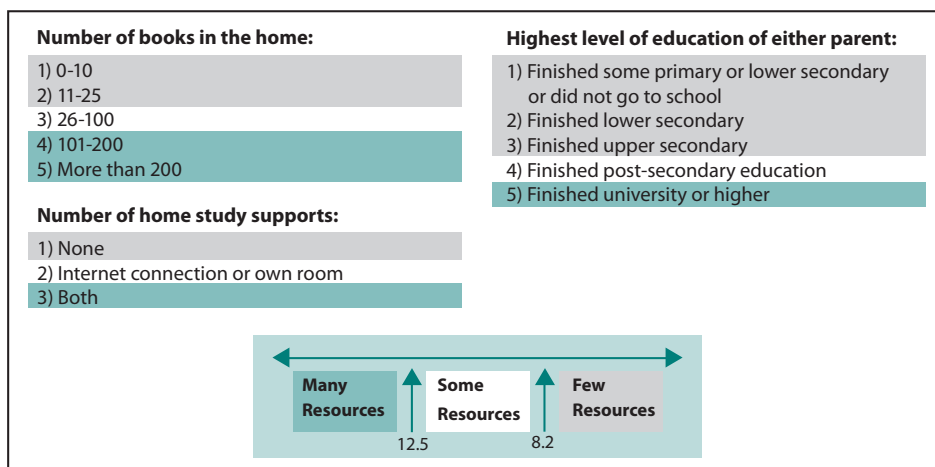 Number of books in the home:
1) 0-10
2) 11-25
3) 26-100
4) 101-200
5) More than 200
Number of home study supports:
1) None
2) Internet connection or own room
3) Both
Highest level of education of either parent:
1) Finished some primary or lower secondary
or did not go to school
2) Finished lower secondary
3) Finished upper secondary
4) Finished post-secondary education
5) Finished university or higher
Many
Resources
Some
Resources
Few
Resources
12.5
8.2